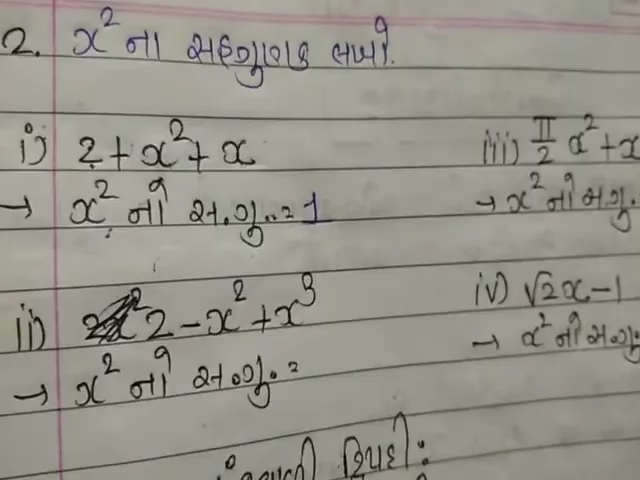 2. x² ના સહગુણક લખો.
i) 2 + x² + x
→ x² નો સ.ગુ. = 1
ii) 2 - x² + x³
→ x² નો સ.ગુ. =
iii) π/2 x² + x
→ x² નો સ.ગુ.
iv) √2x - 1
→ x² નો સ.ગુ.